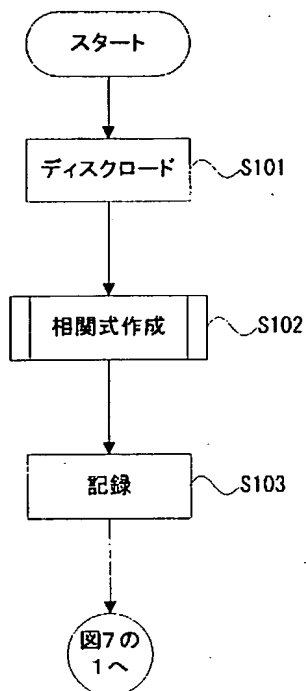 スタート
ディスクロード
S101
相関式作成
S102
記録
S103
図7の
1へ